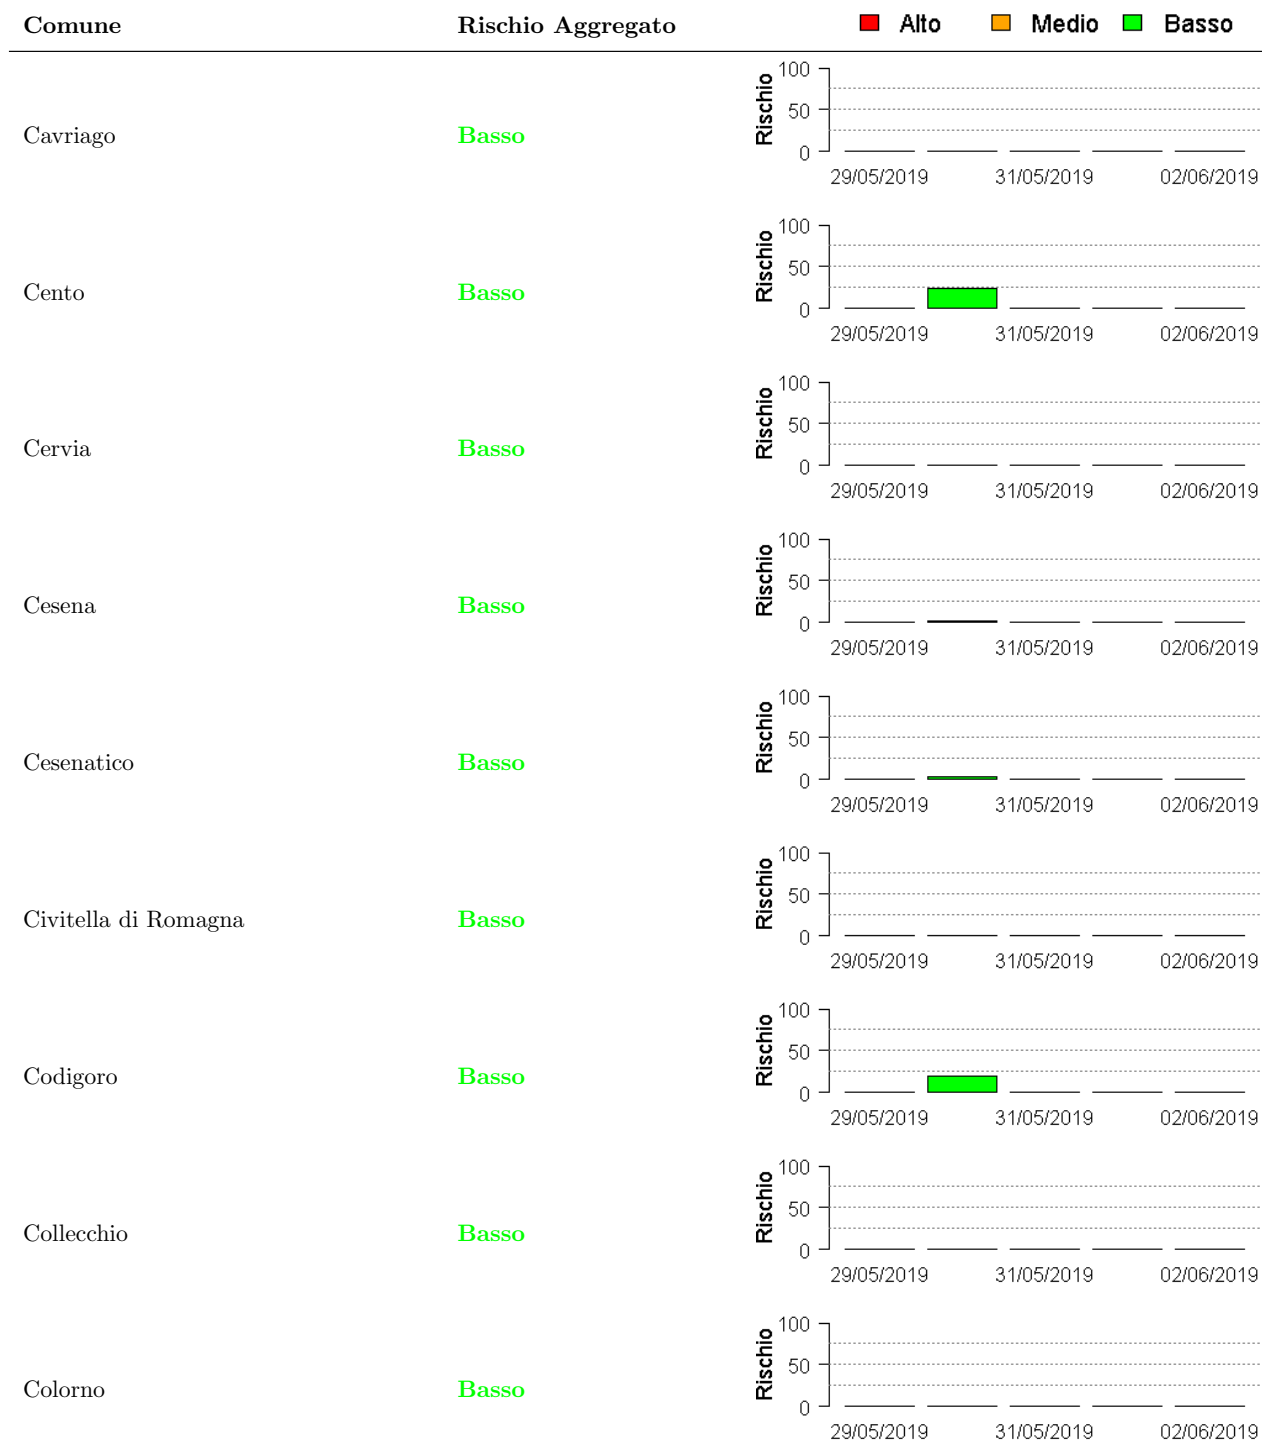 Comune Rischio Aggregato Alto Medio Basso
Cavriago Basso Rischio 100 50 0
29/05/2019 31/05/2019 02/06/2019
Cento Basso Rischio 100 50 0
29/05/2019 31/05/2019 02/06/2019
Cervia Basso Rischio 100 50 0
29/05/2019 31/05/2019 02/06/2019
Cesena Basso Rischio 100 50 0
29/05/2019 31/05/2019 02/06/2019
Cesenatico Basso Rischio 100 50 0
29/05/2019 31/05/2019 02/06/2019
Civitella di Romagna Basso Rischio 100 50 0
29/05/2019 31/05/2019 02/06/2019
Codigoro Basso Rischio 100 50 0
29/05/2019 31/05/2019 02/06/2019
Collecchio Basso Rischio 100 50 0
29/05/2019 31/05/2019 02/06/2019
Colorno Basso Rischio 100 50 0
29/05/2019 31/05/2019 02/06/2019